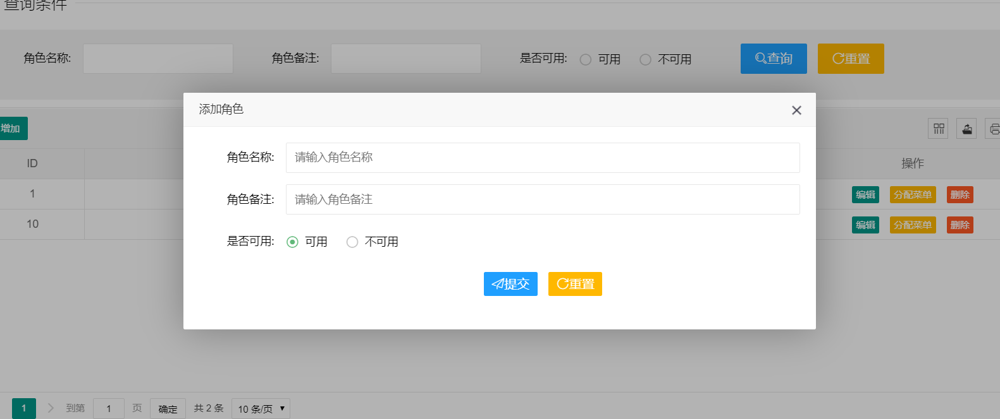 查询条件
角色名称: 角色备注: 是否可用: 可用 不可用 查询 重置
添加角色
增加
角色名称: 请输入角色名称
ID 操作
1 编辑 分配菜单 删除
角色备注: 请输入角色备注
10 编辑 分配菜单 删除
是否可用: 可用 不可用
提交 重置
1 到第 1 页 确定 共 2 条 10 条/页